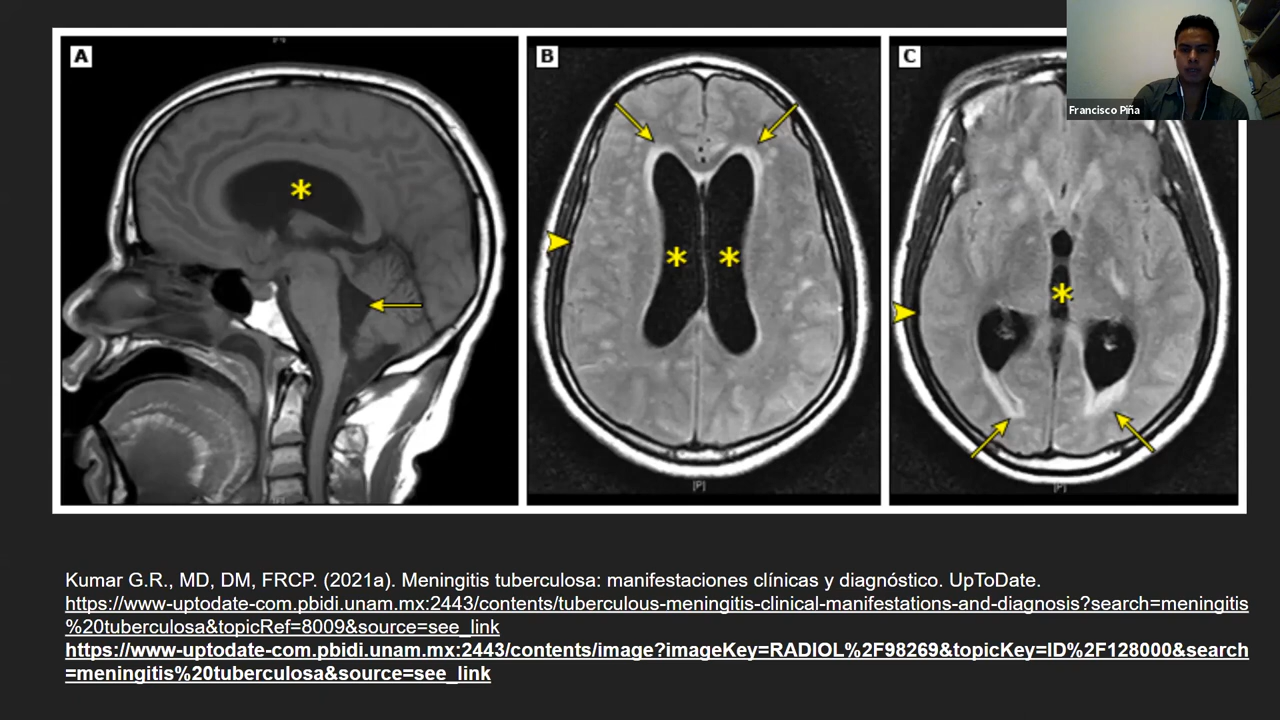 A
B
C
Francisco Piña
[P]
[P]
Kumar G.R., MD, DM, FRCP. (2021a). Meningitis tuberculosa: manifestaciones clínicas y diagnóstico. UpToDate.
https://www-uptodate-com.pbidi.unam.mx:2443/contents/tuberculous-meningitis-clinical-manifestations-and-diagnosis?search=meningitis
%20tuberculosa&topicRef=8009&source=see_link
https://www-uptodate-com.pbidi.unam.mx:2443/contents/image?imageKey=RADIOL%2F98269&topicKey=ID%2F128000&search
=meningitis%20tuberculosa&source=see_link